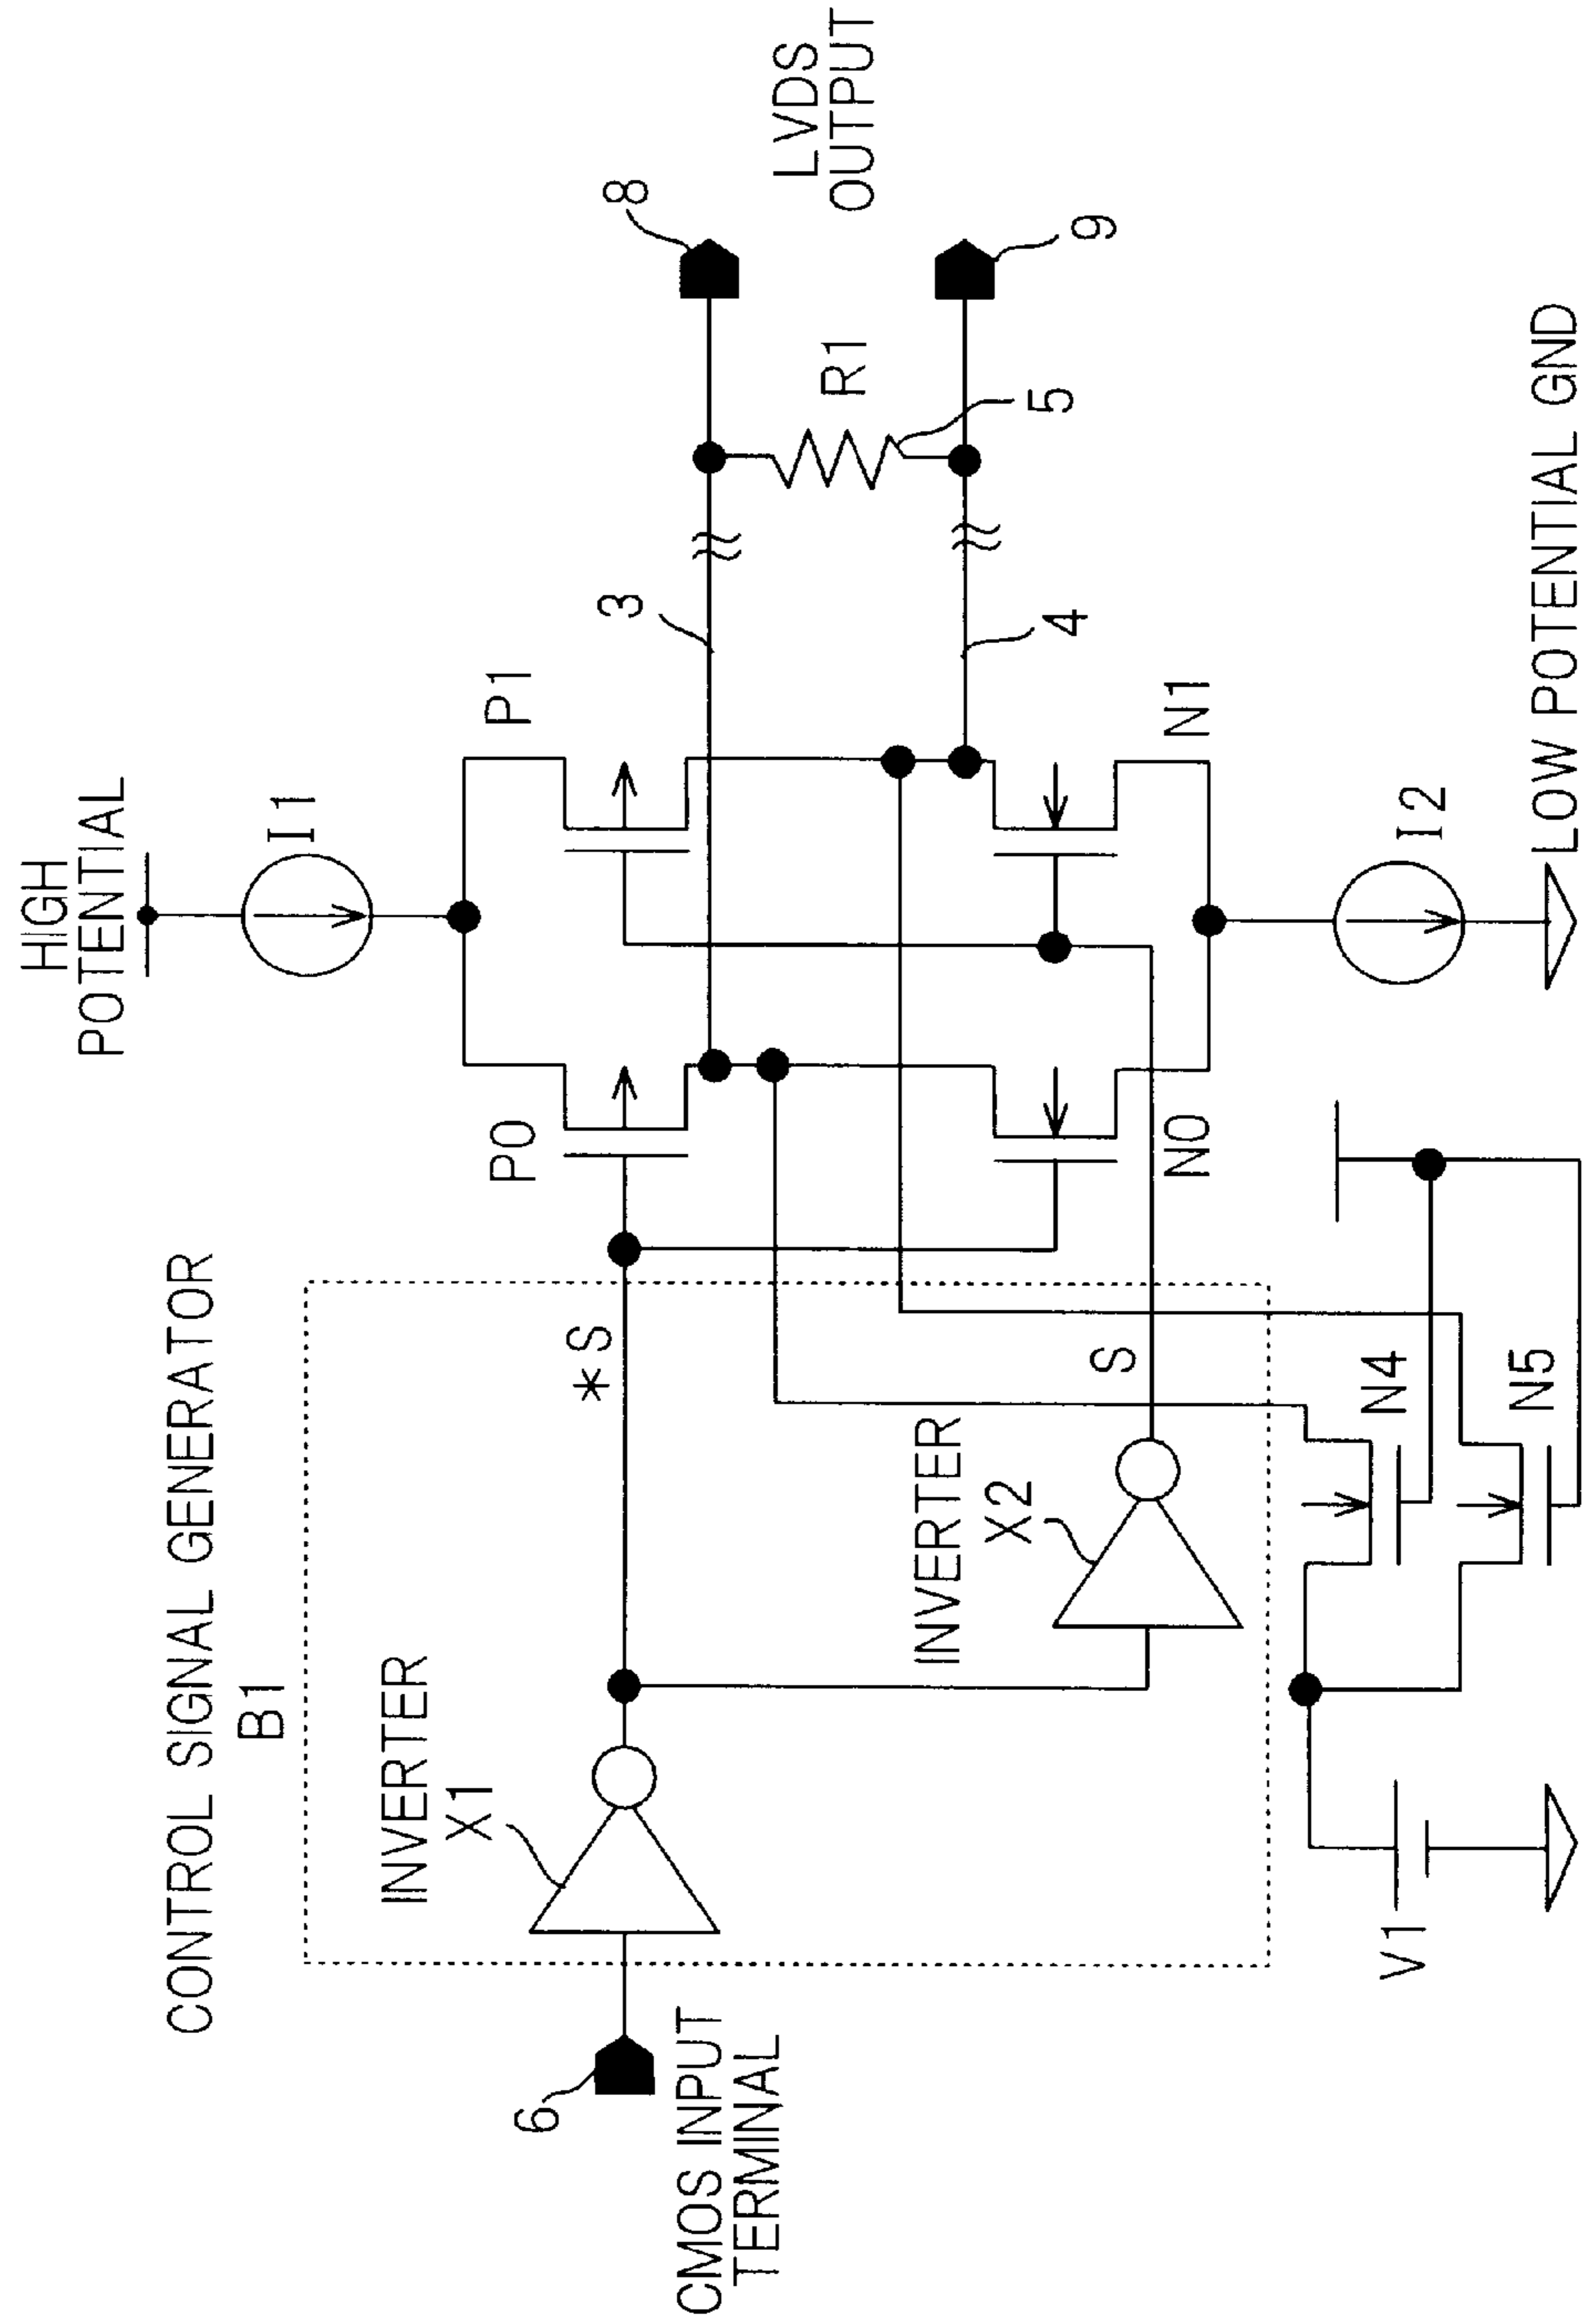 HIGH
POTENTIAL
I1
CONTROL SIGNAL GENERATOR
B1
INVERTER
X1
*S
P0
P1
3
8
LVDS
OUTPUT
R1
5
6
CMOS INPUT
TERMINAL
INVERTER
X2
S
N0
N1
4
9
V1
N4
N5
I2
LOW POTENTIAL GND